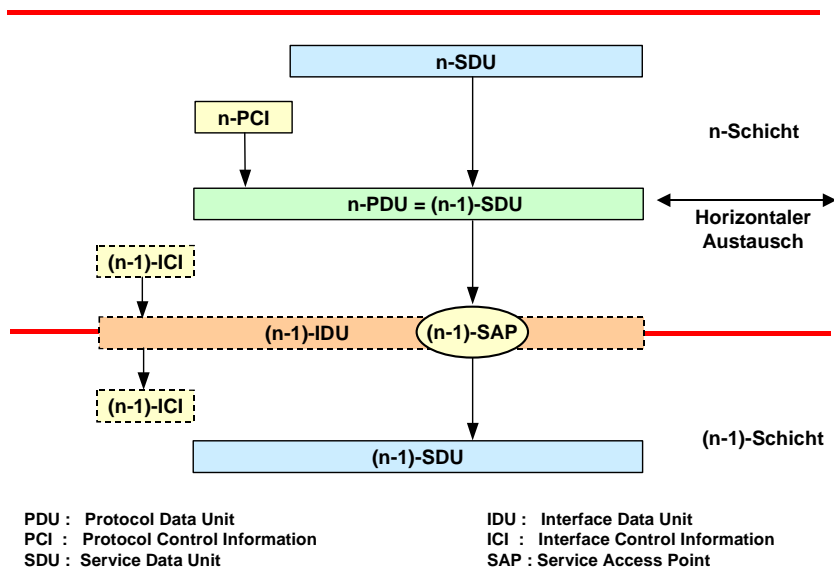 n-SDU
n-PCI
n-Schicht
n-PDU = (n-1)-SDU
Horizontaler
Austausch
(n-1)-ICI
(n-1)-IDU
(n-1)-SAP
(n-1)-ICI
(n-1)-Schicht
(n-1)-SDU
PDU : Protocol Data Unit
PCI : Protocol Control Information
SDU : Service Data Unit
IDU : Interface Data Unit
ICI : Interface Control Information
SAP : Service Access Point